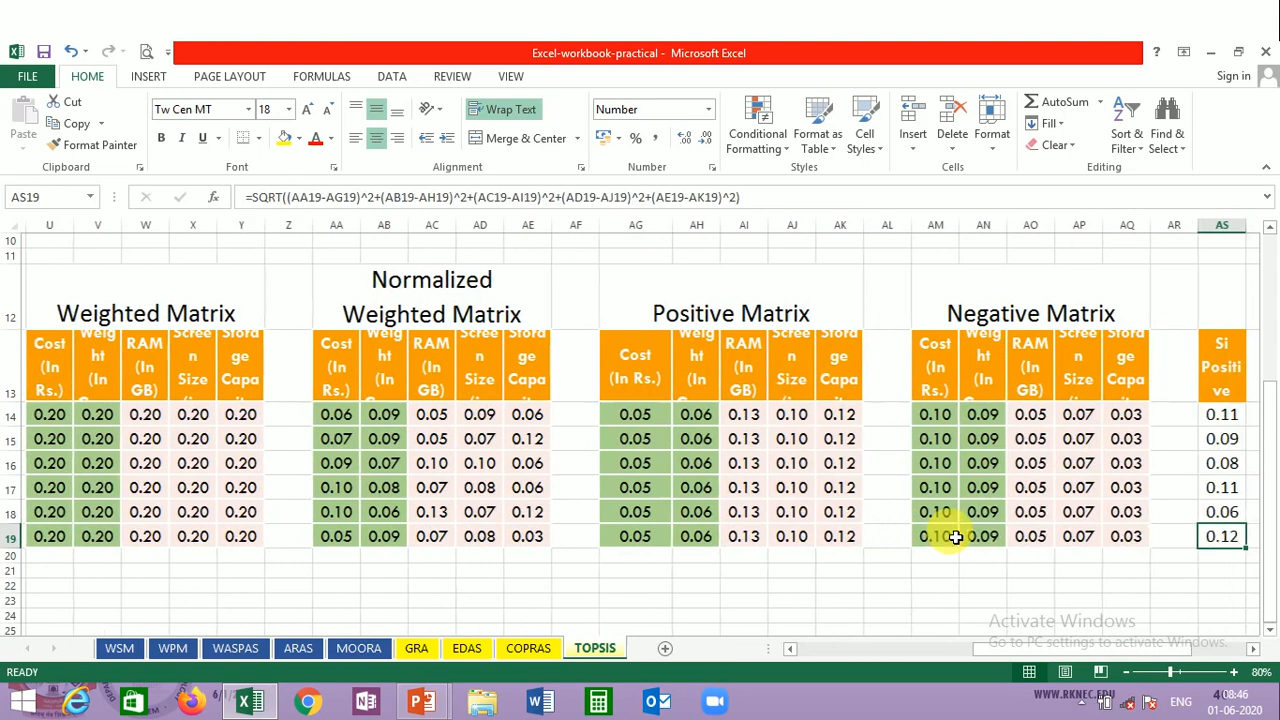 Excel-workbook-practical - Microsoft Excel
FILE HOME INSERT PAGE LAYOUT FORMULAS DATA REVIEW VIEW Sign in
Paste Cut Copy Format Painter Clipboard
Tw Cen MT 18 B I U Font
Wrap Text Merge & Center Alignment
Number % Number
Conditional Formatting Format as Table Cell Styles Styles
Insert Delete Format Cells
AutoSum Fill Clear Sort & Filter Find & Select Editing
AS19 fx =SQRT((AA19-AG19)^2+(AB19-AH19)^2+(AC19-AI19)^2+(AD19-AJ19)^2+(AE19-AK19)^2)
U V W X Y Z AA AB AC AD AE AF AG AH AI AJ AK AL AM AN AO AP AQ AR AS
10
11
12 Weighted Matrix Normalized Weighted Matrix Positive Matrix Negative Matrix
13 Cost (In Rs.) Weig ht (In RAM (In GB) Scree n Size Stora ge Capa Cost (In Rs.) Weig ht (In RAM (In GB) Scree n Size Stora ge Capa Cost (In Rs.) Weig ht (In RAM (In GB) Scree n Size Stora ge Capa Cost (In Rs.) Weig ht (In RAM (In GB) Scree n Size Stora ge Capa Si Positi ve
14 0.20 0.20 0.20 0.20 0.20 0.06 0.09 0.05 0.09 0.06 0.05 0.06 0.13 0.10 0.12 0.10 0.09 0.05 0.07 0.03 0.11
15 0.20 0.20 0.20 0.20 0.20 0.07 0.09 0.05 0.07 0.12 0.05 0.06 0.13 0.10 0.12 0.10 0.09 0.05 0.07 0.03 0.09
16 0.20 0.20 0.20 0.20 0.20 0.09 0.07 0.10 0.10 0.06 0.05 0.06 0.13 0.10 0.12 0.10 0.09 0.05 0.07 0.03 0.08
17 0.20 0.20 0.20 0.20 0.20 0.10 0.08 0.07 0.08 0.06 0.05 0.06 0.13 0.10 0.12 0.10 0.09 0.05 0.07 0.03 0.11
18 0.20 0.20 0.20 0.20 0.20 0.10 0.06 0.13 0.07 0.12 0.05 0.06 0.13 0.10 0.12 0.10 0.09 0.05 0.07 0.03 0.06
19 0.20 0.20 0.20 0.20 0.20 0.05 0.09 0.07 0.08 0.03 0.05 0.06 0.13 0.10 0.12 0.10 0.09 0.05 0.07 0.03 0.12
20
21
22
23
24
25
Activate Windows
Go to PC settings to activate Windows.
WSM WPM WASPAS ARAS MOORA GRA EDAS COPRAS TOPSIS
READY 80%
WWW.RKNEC.EDU ENG 08:46
01-06-2020